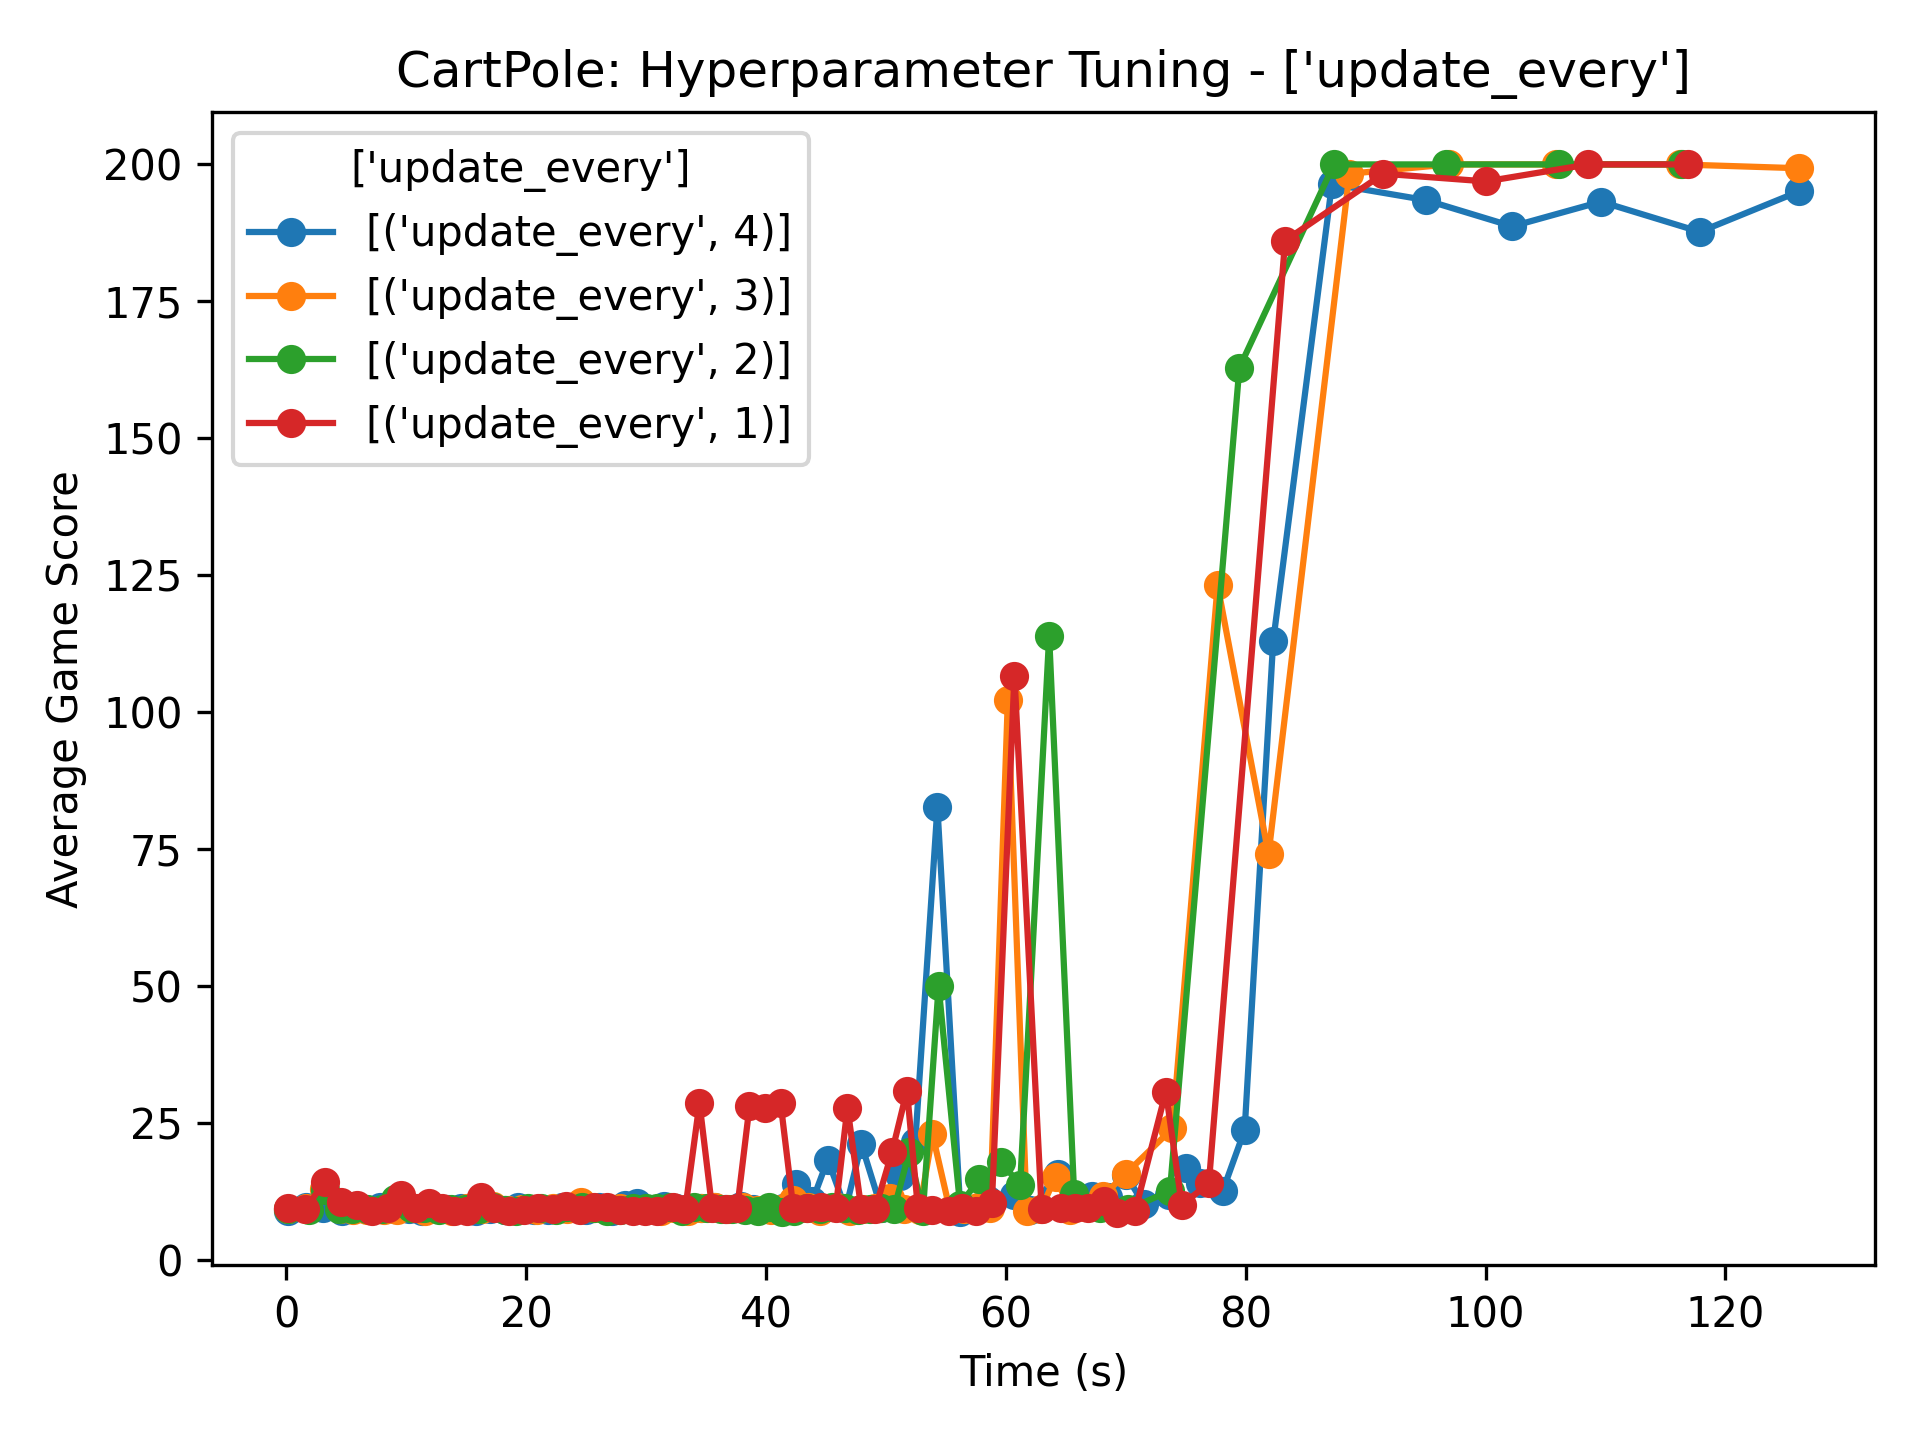 CartPole: Hyperparameter Tuning - ['update_every']
['update_every']
[('update_every', 4)]
[('update_every', 3)]
[('update_every', 2)]
[('update_every', 1)]
Average Game Score
200
175
150
125
100
75
50
25
0
0 20 40 60 80 100 120
Time (s)